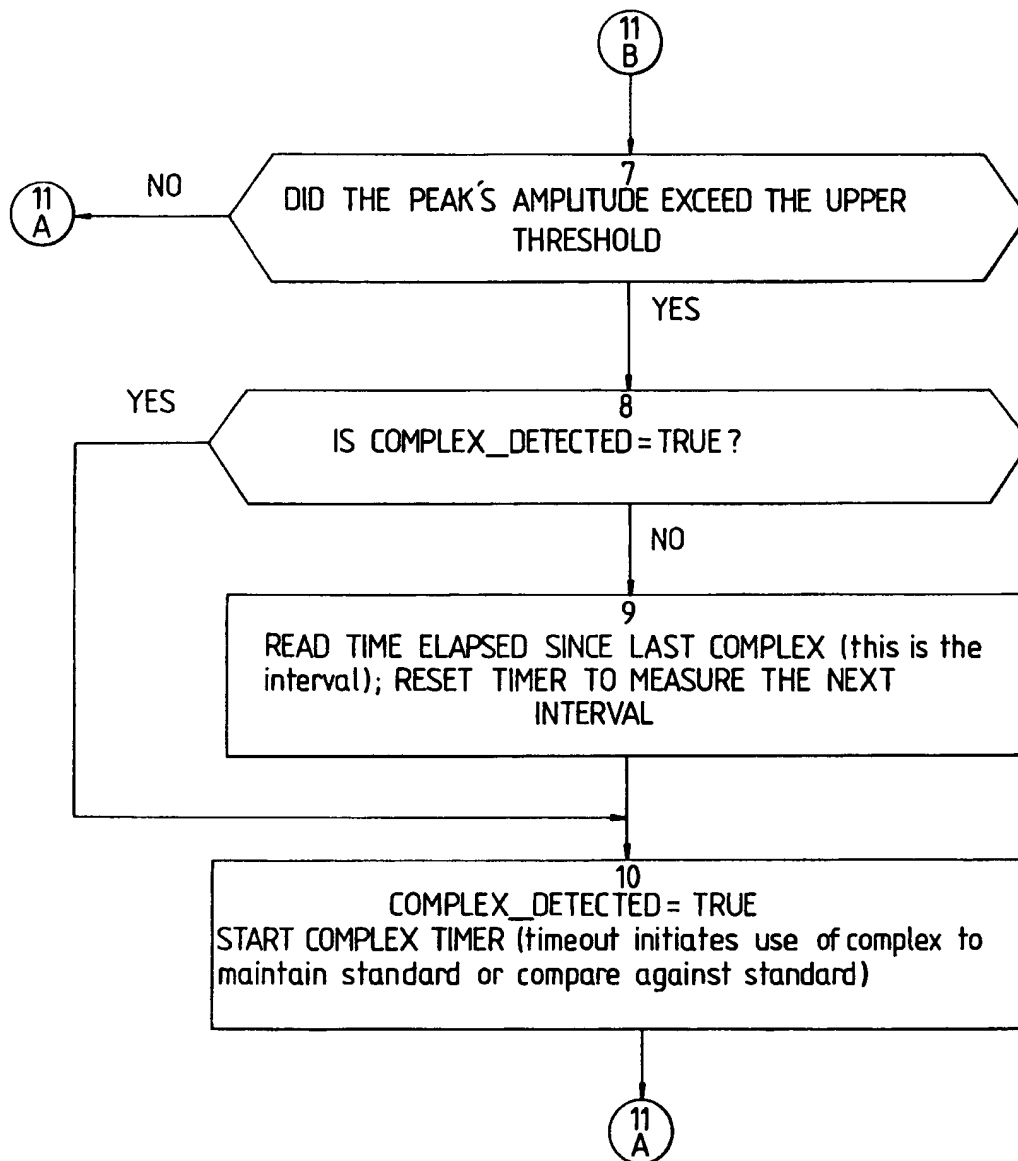 11
B
7
NO
11
A
DID THE PEAK'S AMPLITUDE EXCEED THE UPPER
THRESHOLD
YES
YES
8
IS COMPLEX_DETECTED = TRUE ?
NO
9
READ TIME ELAPSED SINCE LAST COMPLEX (this is the
interval); RESET TIMER TO MEASURE THE NEXT
INTERVAL
10
COMPLEX_DETECTED = TRUE
START COMPLEX TIMER (timeout initiates use of complex to
maintain standard or compare against standard)
11
A